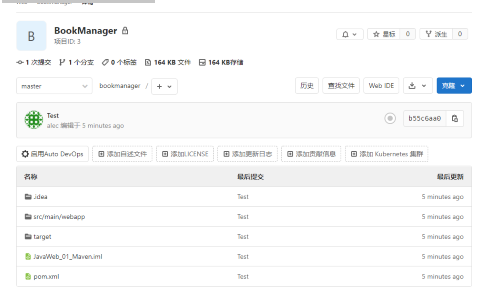 B
BookManager
项目ID: 3
星标 0
派生 0
1 次提交 1 个分支 0 个标签 164 KB 文件 164 KB存储
master bookmanager / + 历史 查找文件 Web IDE 克隆
Test
alec 编辑于 5 minutes ago
b55c6aa0
启用Auto DevOps 添加自述文件 添加LICENSE 添加更新日志 添加贡献信息 添加 Kubernetes 集群
名称 最后提交 最后更新
.idea Test 5 minutes ago
src/main/webapp Test 5 minutes ago
target Test 5 minutes ago
JavaWeb_01_Maven.iml Test 5 minutes ago
pom.xml Test 5 minutes ago